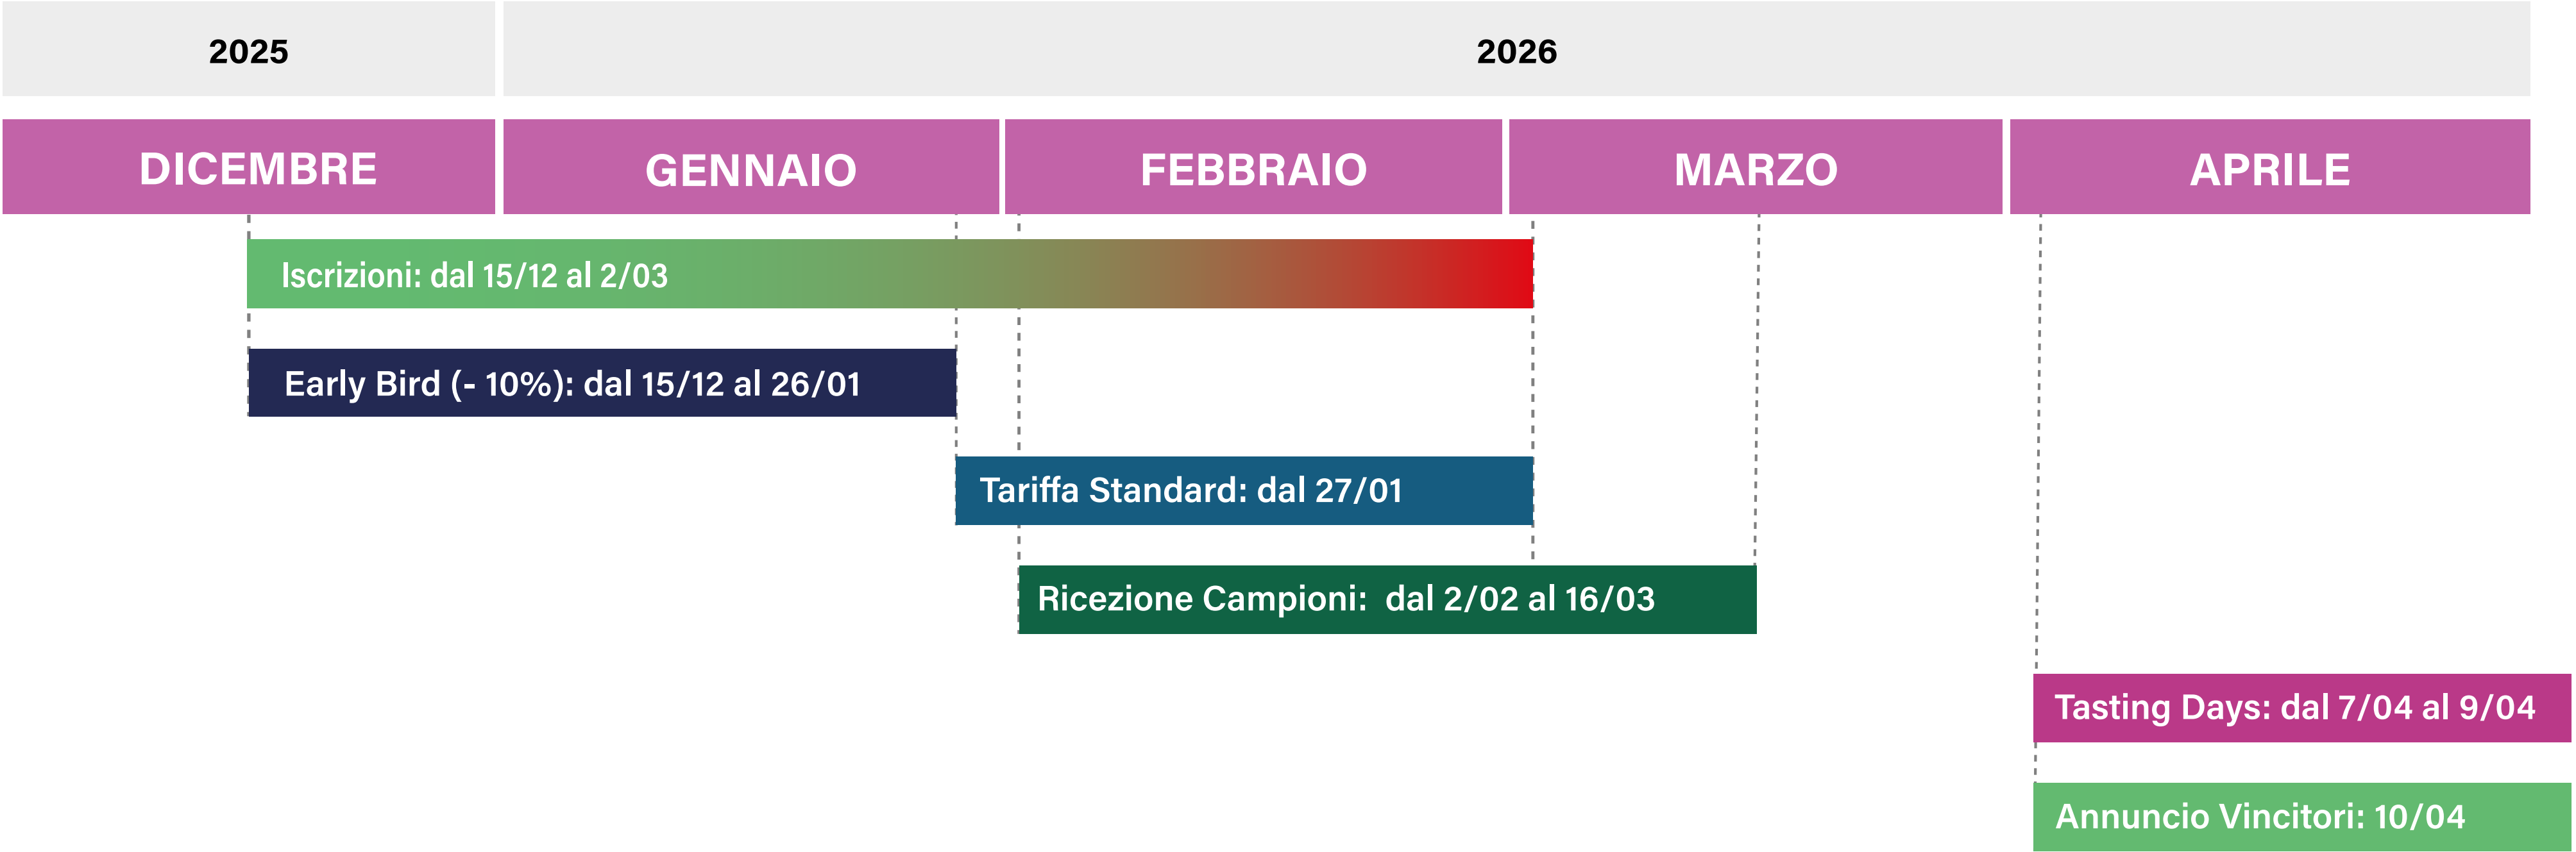 2025
2026
DICEMBRE
GENNAIO
FEBBRAIO
MARZO
APRILE
Iscrizioni: dal 15/12 al 2/03
Early Bird (- 10%): dal 15/12 al 26/01
Tariffa Standard: dal 27/01
Ricezione Campioni:  dal 2/02 al 16/03
Tasting Days: dal 7/04 al 9/04
Annuncio Vincitori: 10/04